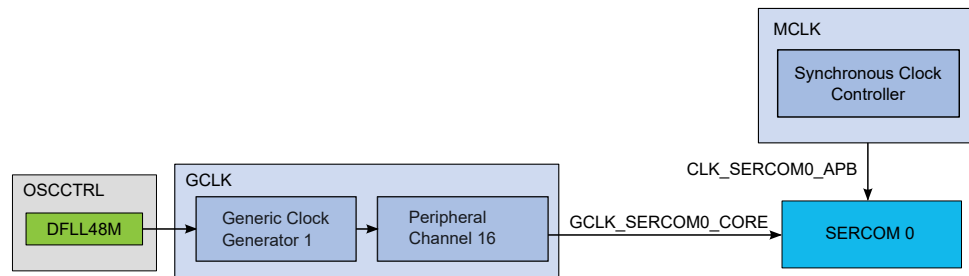 MCLK
Synchronous Clock
Controller
CLK_SERCOM0_APB
OSCCTRL
DFLL48M
GCLK
Generic Clock
Generator 1
Peripheral
Channel 16
GCLK_SERCOM0_CORE
SERCOM 0